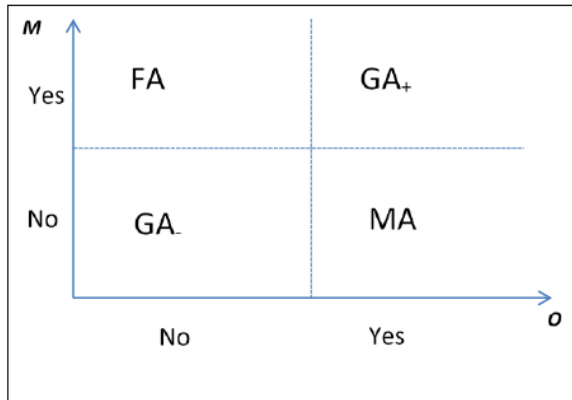 M
FA GA₊
Yes
No GA₋ MA
No Yes O